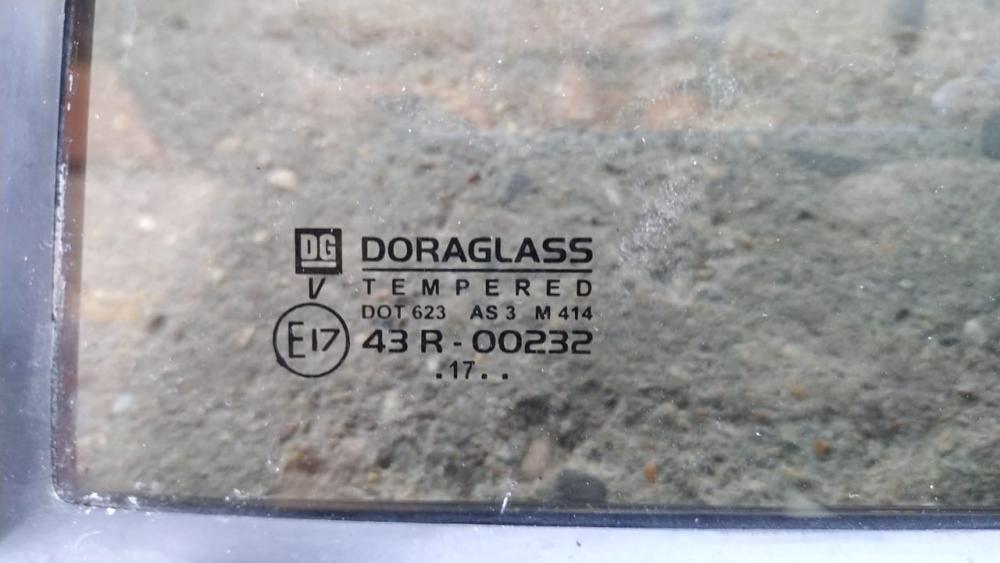 DG DORAGLASS
V TEMPERED
DOT 623 AS 3 M 414
E17 43 R - 00232
.17. .